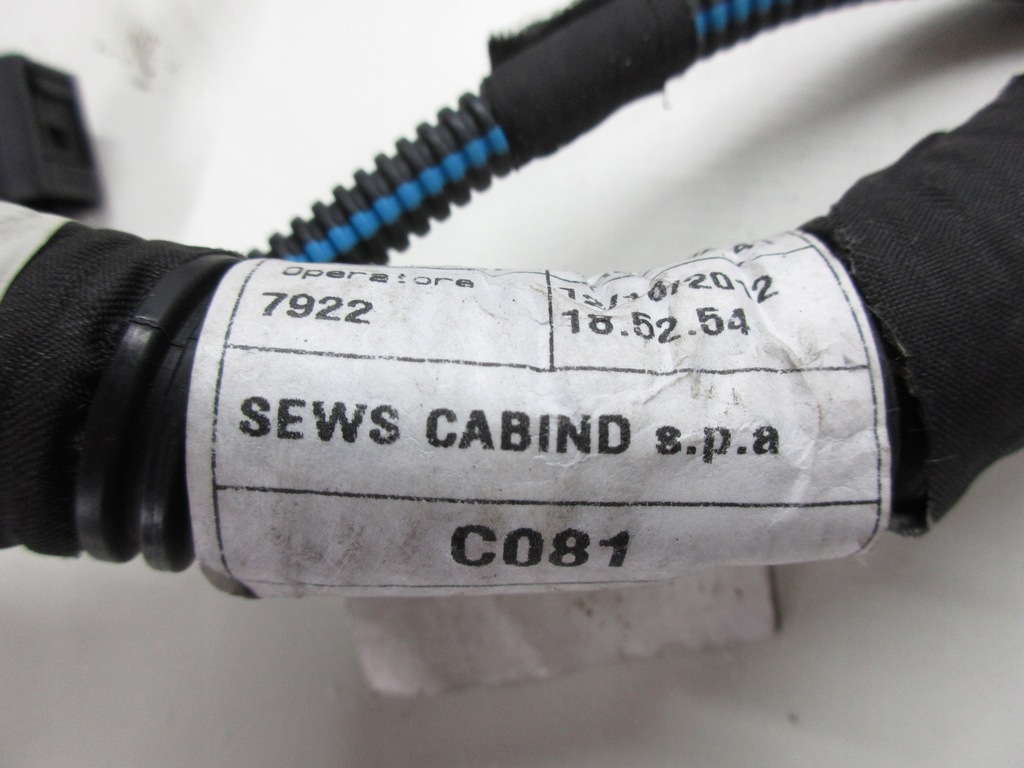 Operatore
7922
18.52.54
SEWS CABIND s.p.a
C081